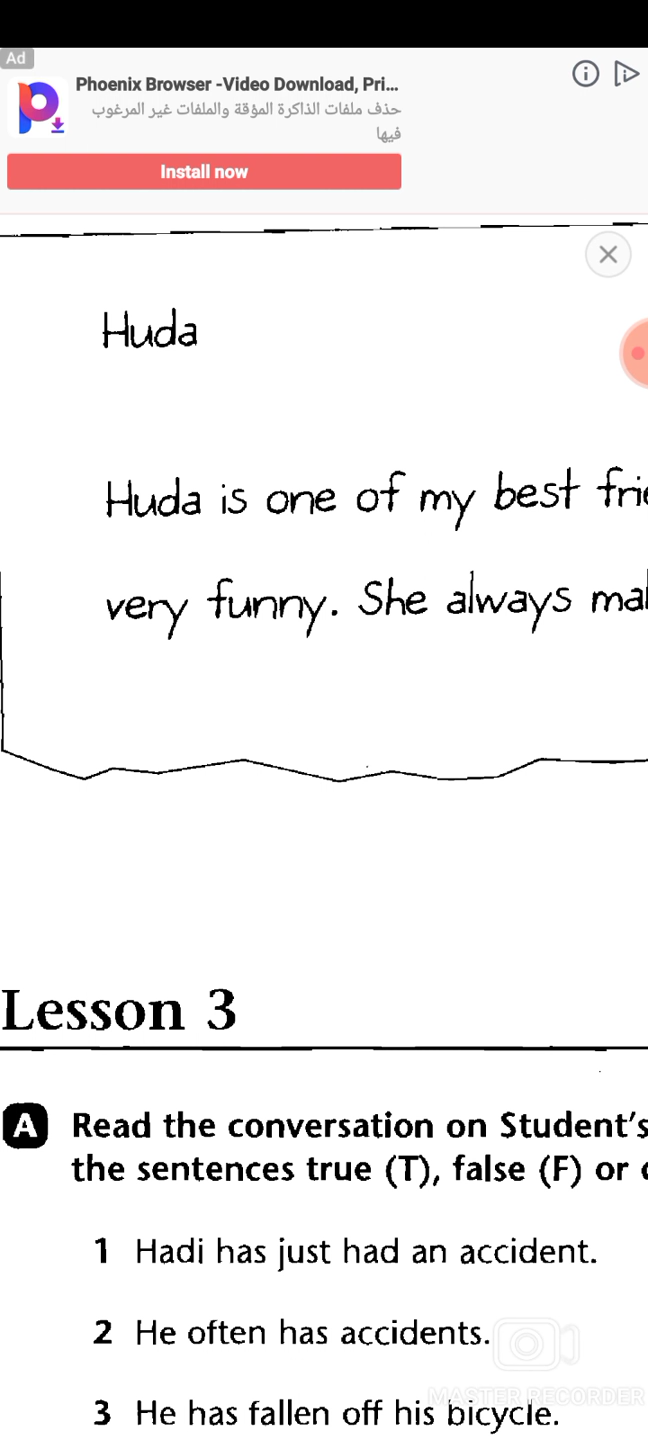 Ad
Phoenix Browser -Video Download, Pri...
حذف ملفات الذاكرة المؤقة والملفات غير المرغوب
فيها
Install now
Huda
Huda is one of my best frie
very funny. She always mak
Lesson 3
A Read the conversation on Student's
the sentences true (T), false (F) or
1 Hadi has just had an accident.
2 He often has accidents.
3 He has fallen off his bicycle.
MASTER RECORDER